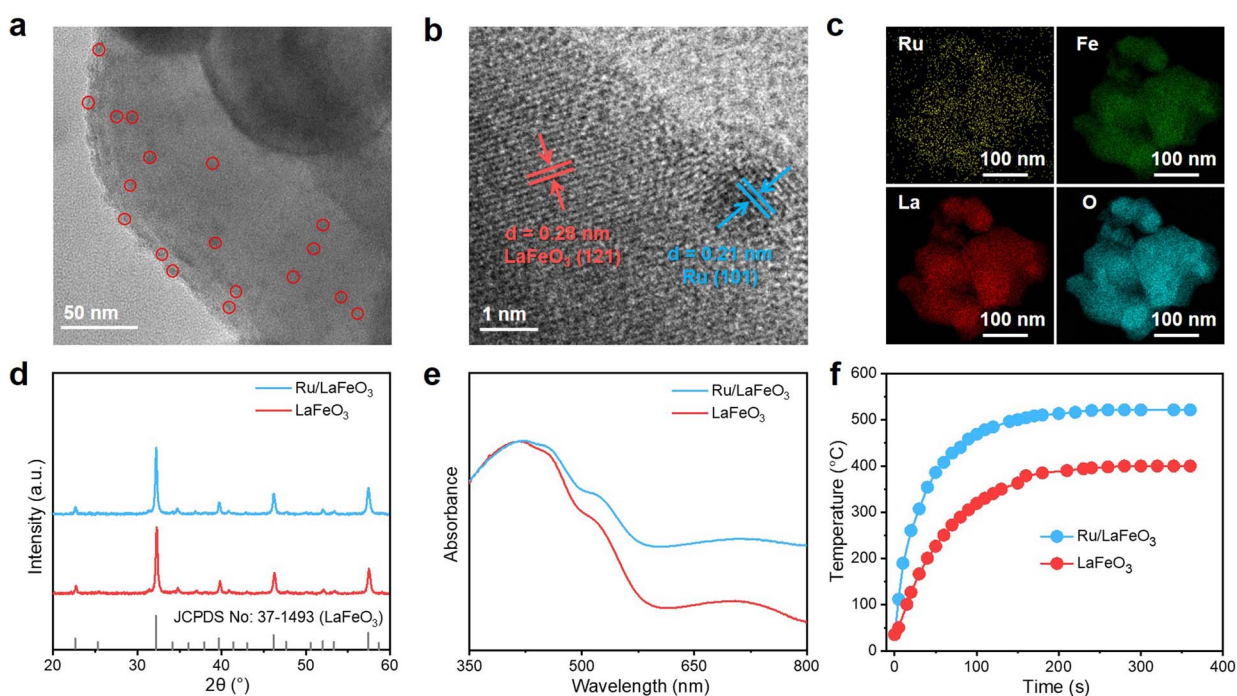 a
50 nm
b
d = 0.28 nm
LaFeO₃ (121)
d = 0.21 nm
Ru (101)
1 nm
c
Ru
100 nm
Fe
100 nm
La
100 nm
O
100 nm
d
Ru/LaFeO₃
LaFeO₃
Intensity (a.u.)
JCPDS No: 37-1493 (LaFeO₃)
20 30 40 50 60
2θ (°)
e
Ru/LaFeO₃
LaFeO₃
Absorbance
350 500 650 800
Wavelength (nm)
f
600
500
400
300
200
100
0
Temperature (°C)
Ru/LaFeO₃
LaFeO₃
0 100 200 300 400
Time (s)